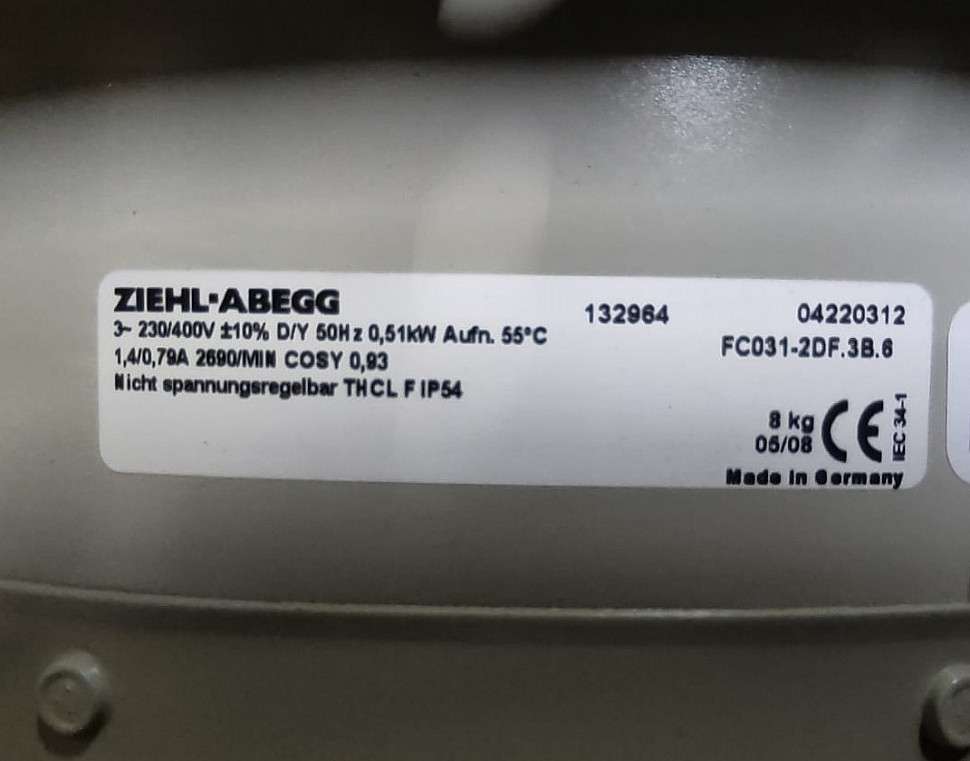 ZIEHL-ABEGG
3~ 230/400V ±10% D/Y 50Hz 0,51kW Aufn. 55°C
1,4/0,79A 2690/MIN COSY 0,93
Nicht spannungsregelbar THCL F IP54
132964
04220312
FC031-2DF.3B.6
8 kg
05/08
CE
IEC 34-1
Made in Germany